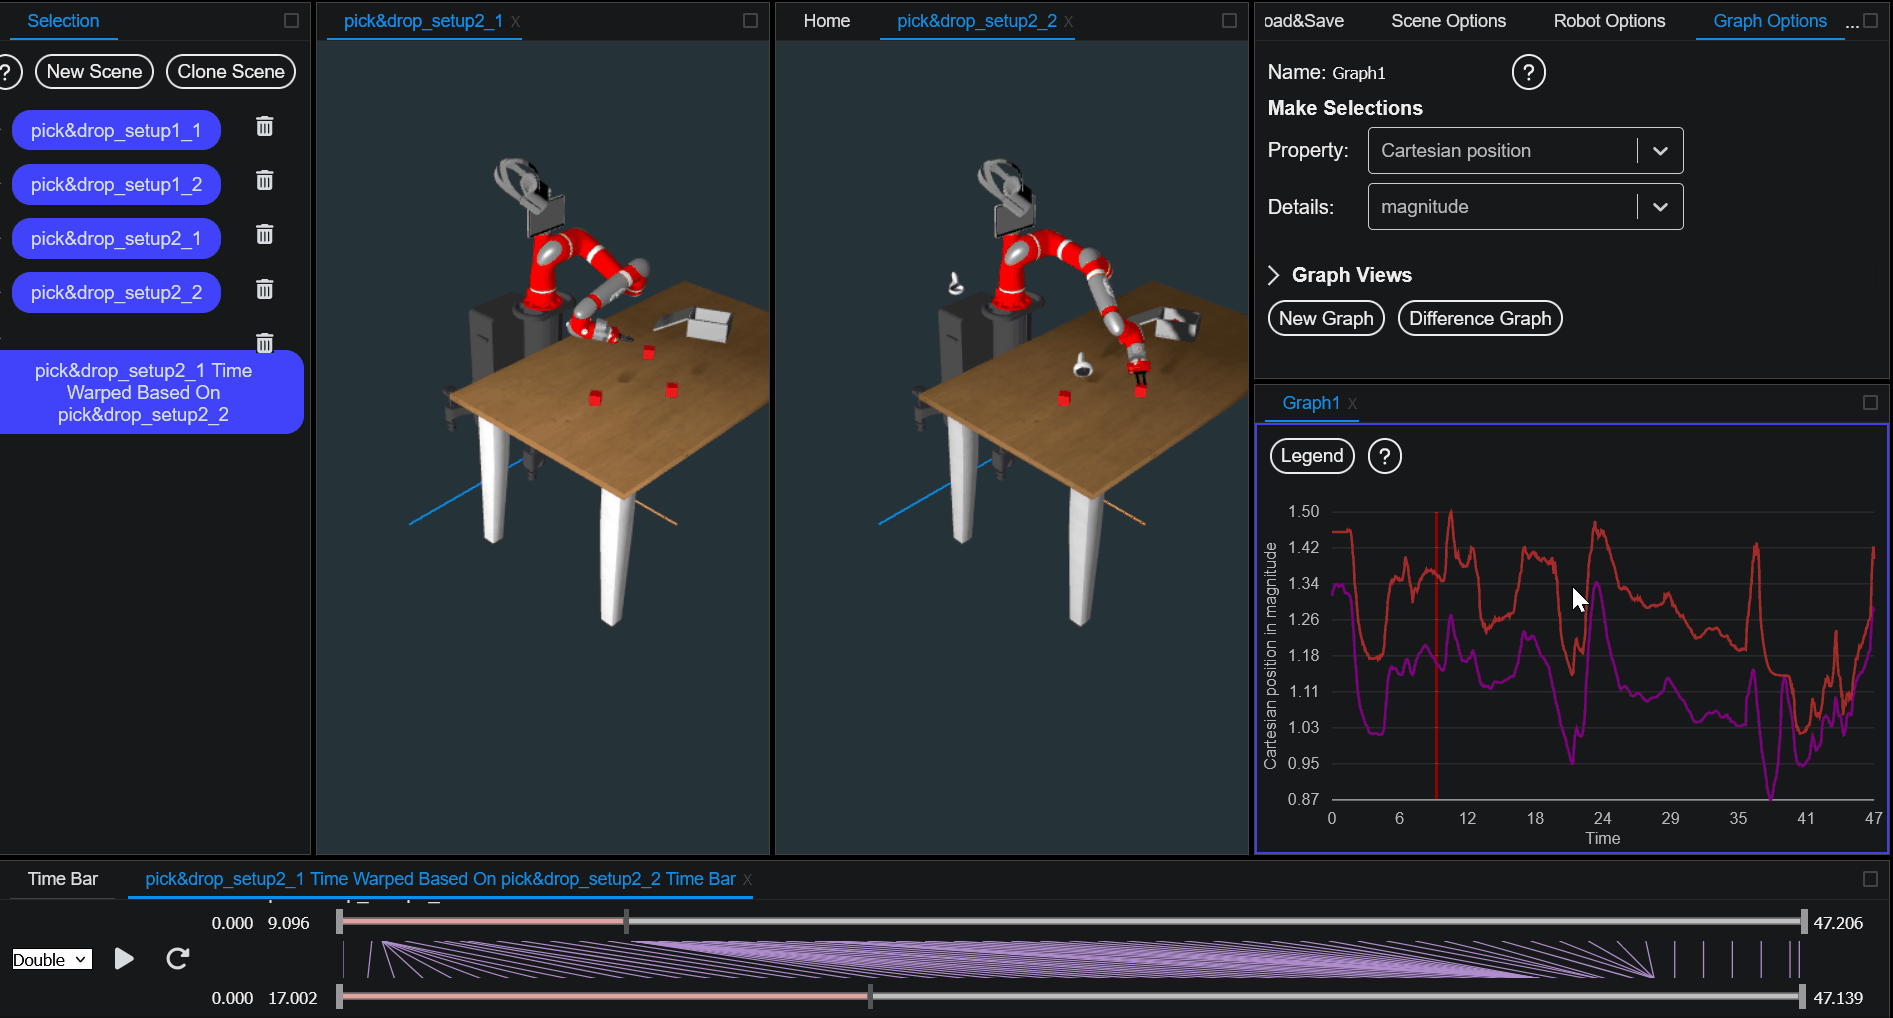 Selection
? New Scene Clone Scene
pick&drop_setup1_1
pick&drop_setup1_2
pick&drop_setup2_1
pick&drop_setup2_2
pick&drop_setup2_1 Time
Warped Based On
pick&drop_setup2_2
pick&drop_setup2_1 X
Home pick&drop_setup2_2 X
oad&Save Scene Options Robot Options Graph Options ...
Name: Graph1 ?
Make Selections
Property: Cartesian position
Details: magnitude
Graph Views
New Graph Difference Graph
Graph1 X
Legend ?
Cartesian position in magnitude
1.50
1.42
1.34
1.26
1.18
1.11
1.03
0.95
0.87
0 6 12 18 24 29 35 41 47
Time
Time Bar pick&drop_setup2_1 Time Warped Based On pick&drop_setup2_2 Time Bar X
0.000 9.096 47.206
Double
0.000 17.002 47.139